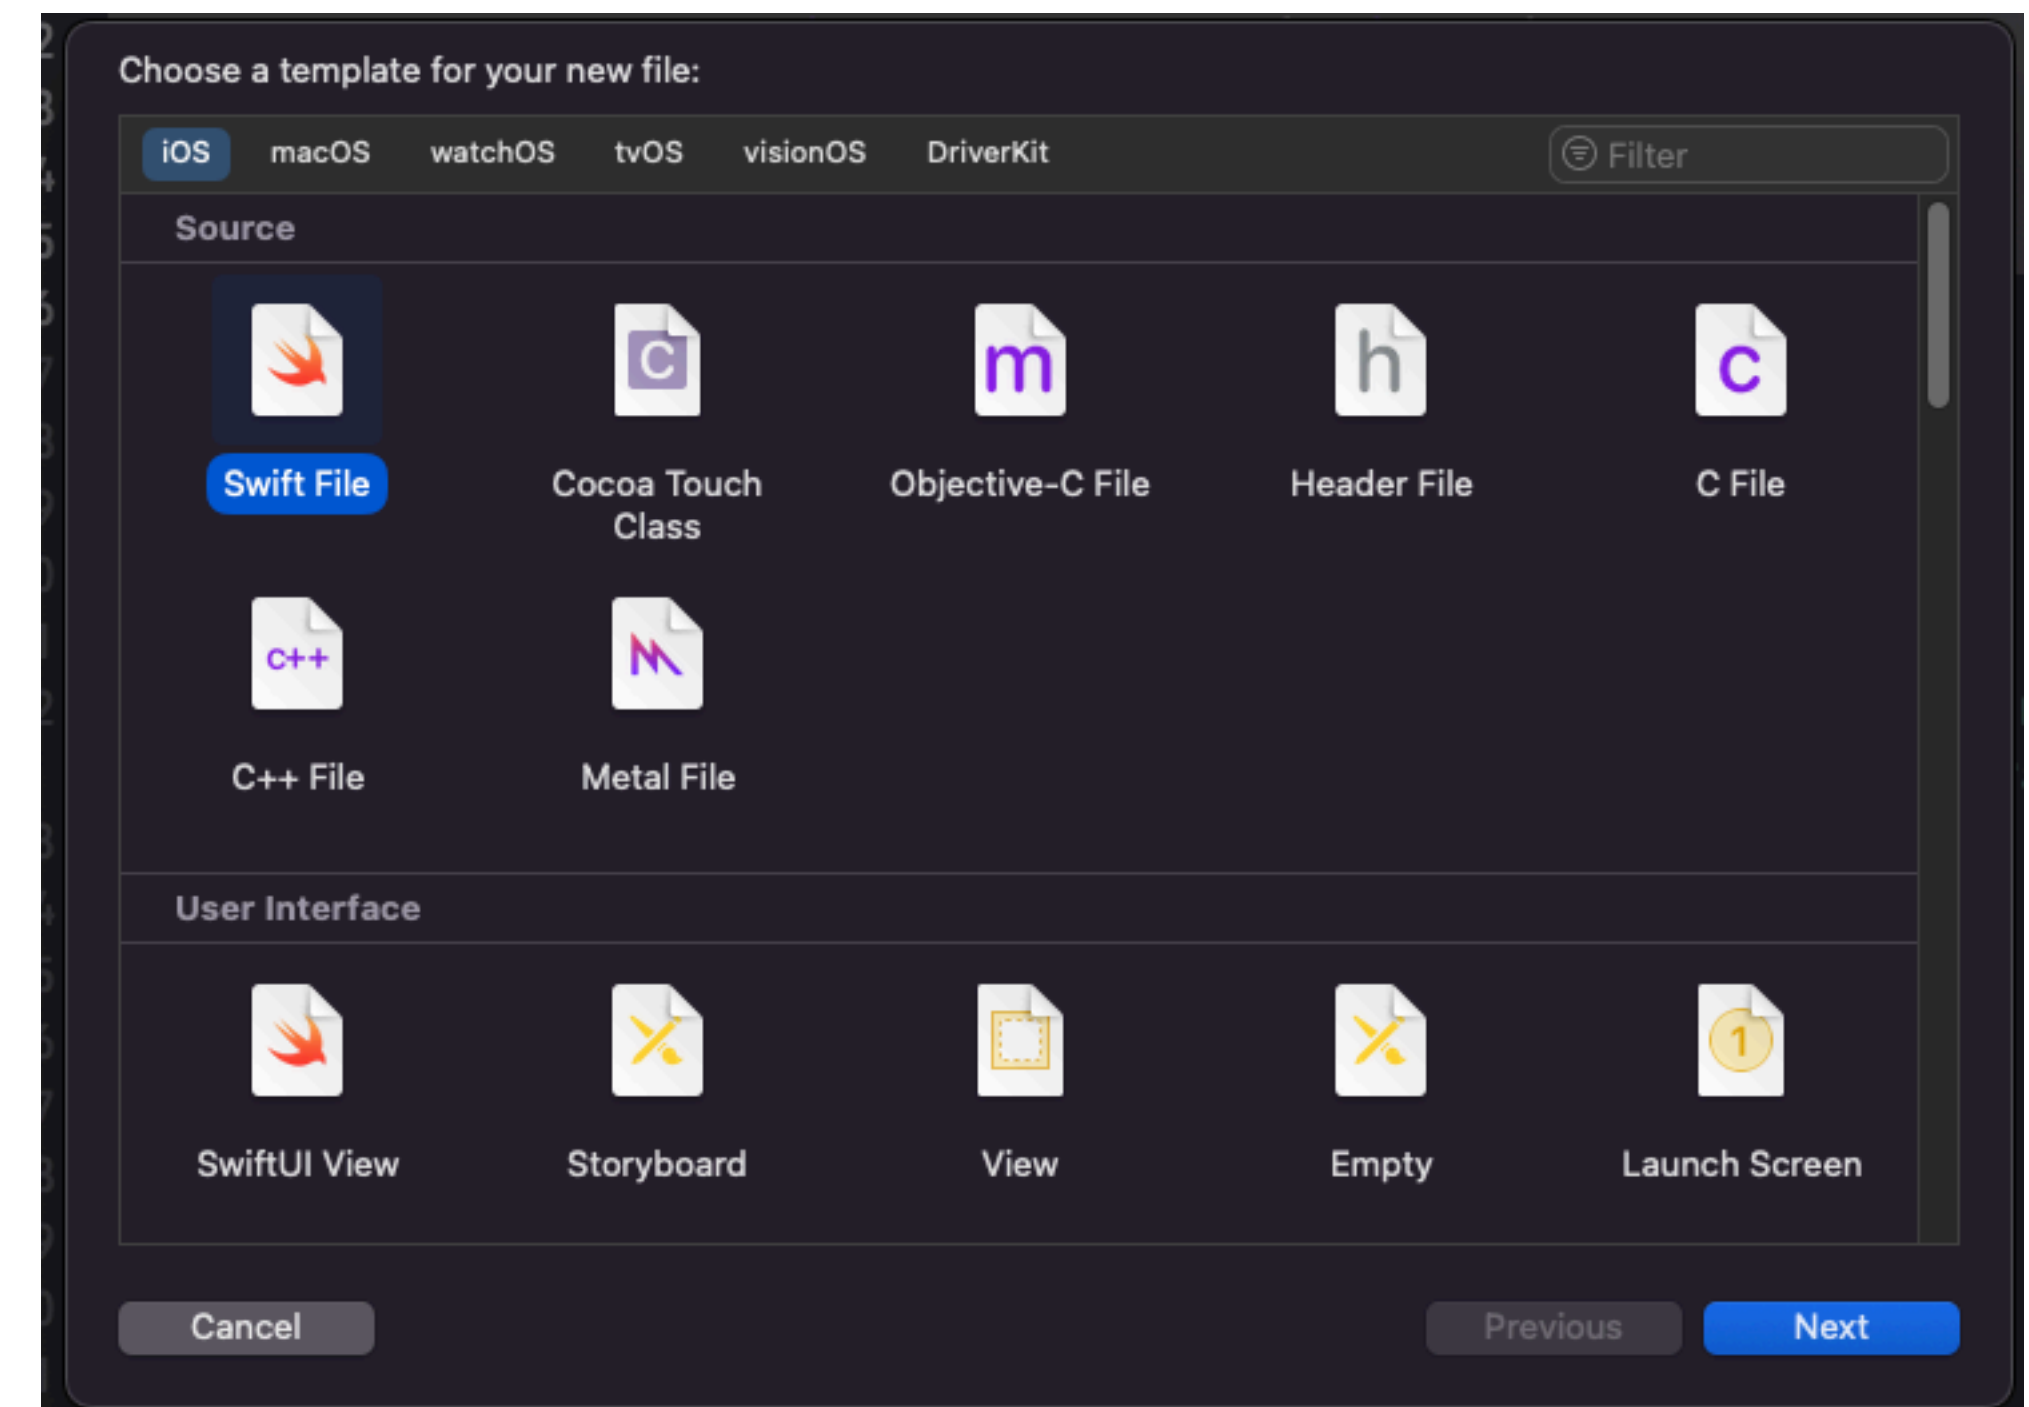 Choose a template for your new file:
iOS macOS watchOS tvOS visionOS DriverKit Filter
Source
C m h c
Swift File Cocoa Touch Class Objective-C File Header File C File
C++
C++ File Metal File
User Interface
1
SwiftUI View Storyboard View Empty Launch Screen
Cancel Previous Next